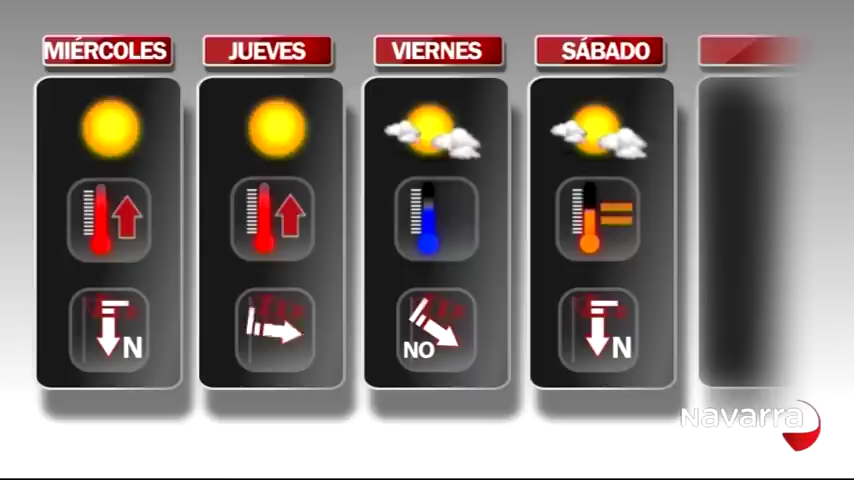 MIÉRCOLES
JUEVES
VIERNES
SÁBADO
N
NO
N
Navarra